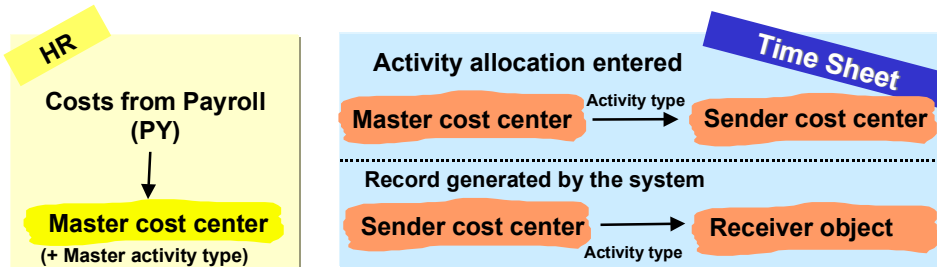 HR
Costs from Payroll
(PY)
Master cost center
(+ Master activity type)
Time Sheet
Activity allocation entered
Master cost center
Activity type
Sender cost center
Record generated by the system
Sender cost center
Activity type
Receiver object